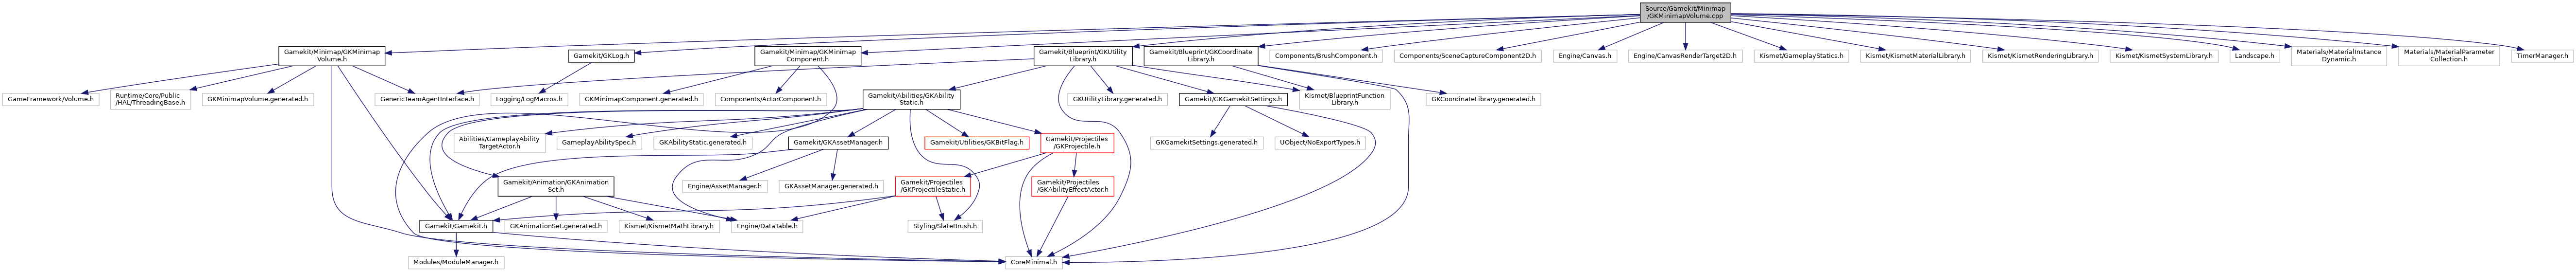 Source/Gamekit/Minimap
/GKMinimapVolume.cpp
Gamekit/Minimap/GKMinimap
Volume.h
Gamekit/GKLog.h
Gamekit/Minimap/GKMinimap
Component.h
Gamekit/Blueprint/GKUtility
Library.h
Gamekit/Blueprint/GKCoordinate
Library.h
Components/BrushComponent.h
Components/SceneCaptureComponent2D.h
Engine/Canvas.h
Engine/CanvasRenderTarget2D.h
Kismet/GameplayStatics.h
Kismet/KismetMaterialLibrary.h
Kismet/KismetRenderingLibrary.h
Kismet/KismetSystemLibrary.h
Landscape.h
Materials/MaterialInstance
Dynamic.h
Materials/MaterialParameter
Collection.h
TimerManager.h
GameFramework/Volume.h
Runtime/Core/Public
/HAL/ThreadingBase.h
GKMinimapVolume.generated.h
GenericTeamAgentInterface.h
Logging/LogMacros.h
GKMinimapComponent.generated.h
Components/ActorComponent.h
Gamekit/Abilities/GKAbility
Static.h
GKUtilityLibrary.generated.h
Gamekit/GKGamekitSettings.h
Kismet/BlueprintFunction
Library.h
GKCoordinateLibrary.generated.h
Abilities/GameplayAbility
TargetActor.h
GameplayAbilitySpec.h
GKAbilityStatic.generated.h
Gamekit/GKAssetManager.h
Gamekit/Utilities/GKBitFlag.h
Gamekit/Projectiles
/GKProjectile.h
GKGamekitSettings.generated.h
UObject/NoExportTypes.h
Gamekit/Animation/GKAnimation
Set.h
Engine/AssetManager.h
GKAssetManager.generated.h
Gamekit/Projectiles
/GKProjectileStatic.h
Gamekit/Projectiles
/GKAbilityEffectActor.h
Gamekit/Gamekit.h
GKAnimationSet.generated.h
Kismet/KismetMathLibrary.h
Engine/DataTable.h
Styling/SlateBrush.h
Modules/ModuleManager.h
CoreMinimal.h